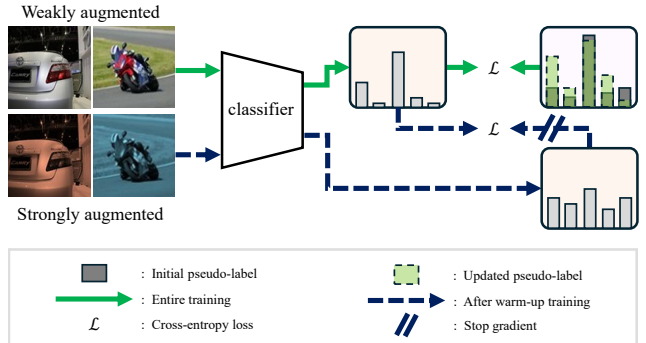 Weakly augmented
classifier
ℒ
ℒ
Strongly augmented
: Initial pseudo-label
: Updated pseudo-label
: Entire training
: After warm-up training
ℒ : Cross-entropy loss
: Stop gradient